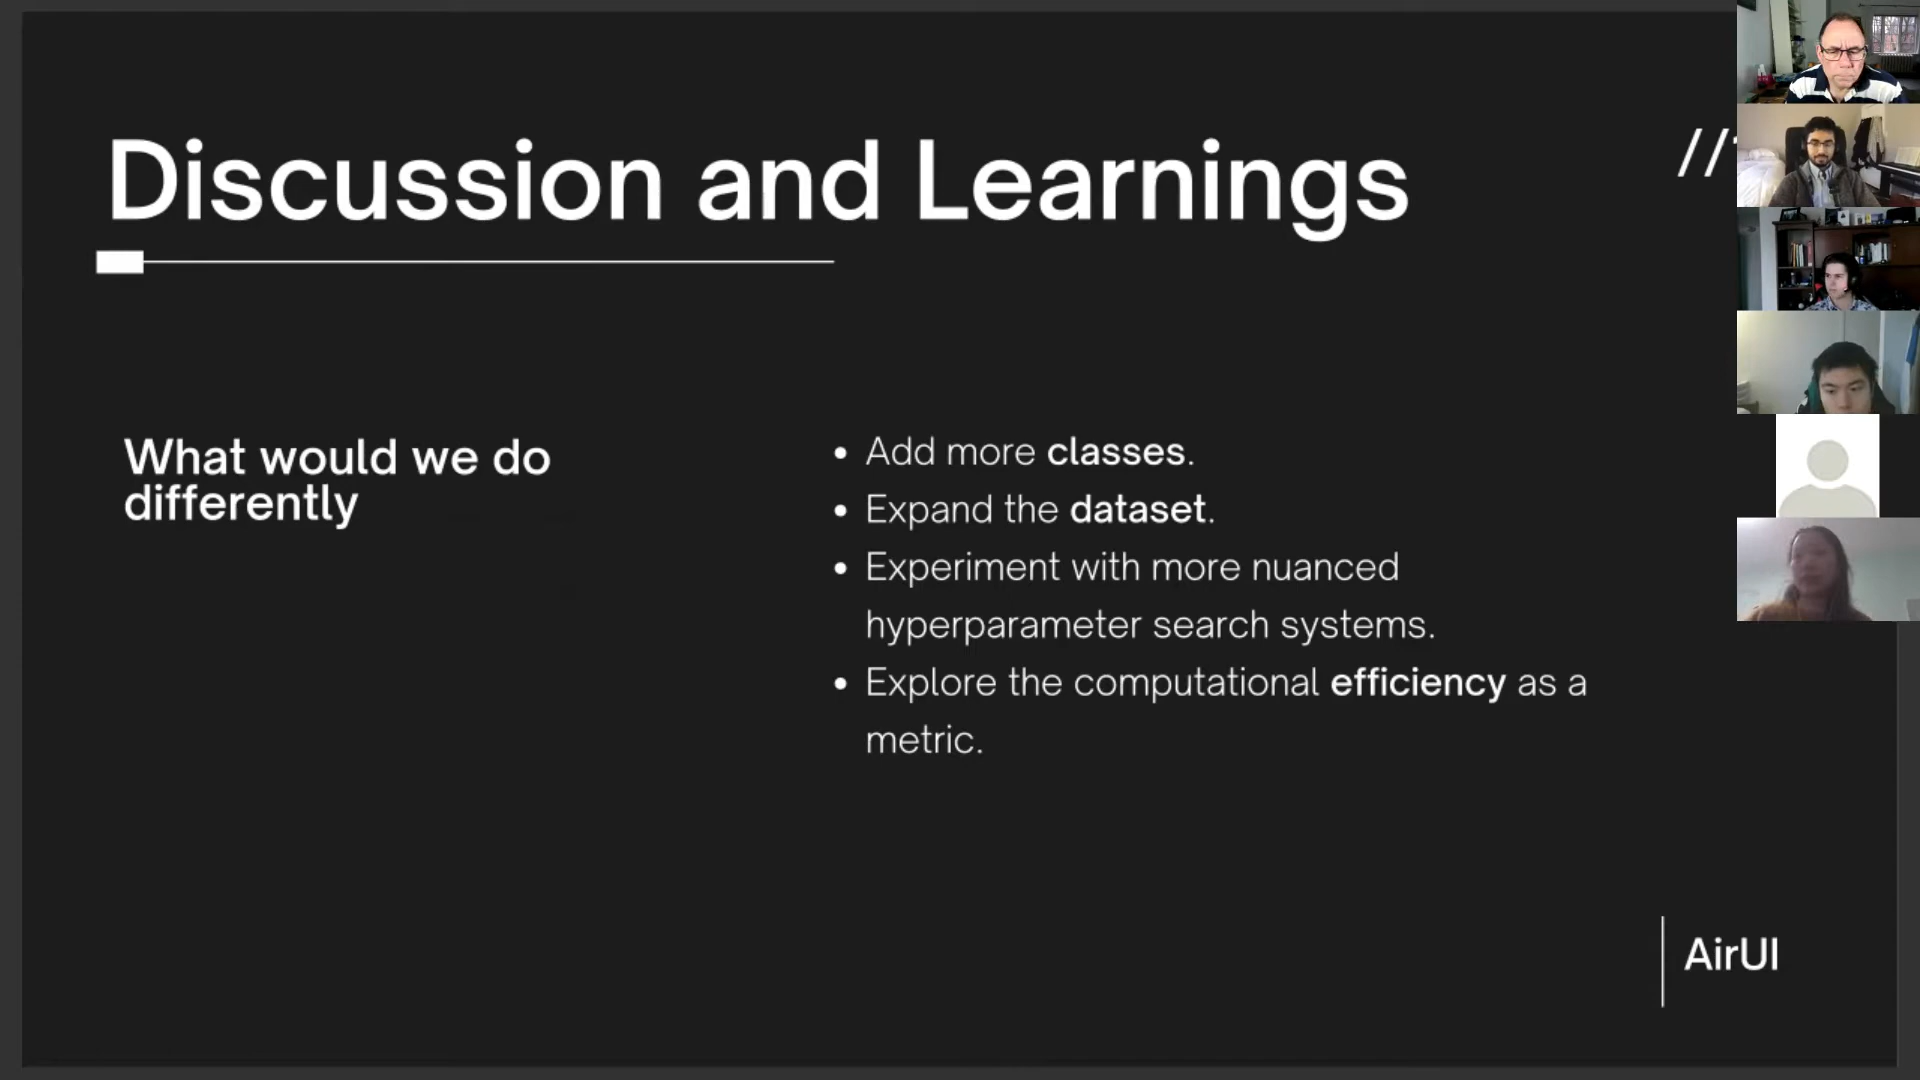 Discussion and Learnings
//
What would we do
differently
• Add more classes.
• Expand the dataset.
• Experiment with more nuanced
hyperparameter search systems.
• Explore the computational efficiency as a
metric.
AirUI